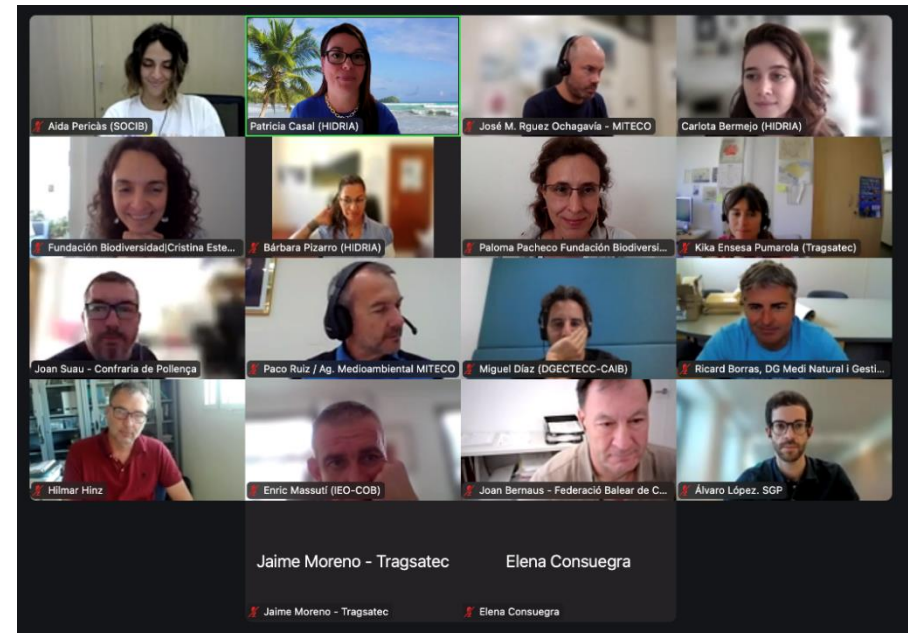 Aida Pericàs (SOCIB)
Patricia Casal (HIDRIA)
José M. Rguez Ochagavía - MITECO
Carlota Bermejo (HIDRIA)
Fundación Biodiversidad|Cristina Este...
Bárbara Pizarro (HIDRIA)
Paloma Pacheco Fundación Biodiversi...
Kika Ensesa Pumarola (Tragsatec)
Joan Suau - Confraria de Pollença
Paco Ruiz / Ag. Medioambiental MITECO
Miguel Díaz (DGECTECC-CAIB)
Ricard Borras, DG Medi Natural i Gesti...
Hilmar Hinz
Enric Massutí (IEO-COB)
Joan Bernaus - Federació Balear de C...
Álvaro López. SGP
Jaime Moreno - Tragsatec
Elena Consuegra
Jaime Moreno - Tragsatec
Elena Consuegra